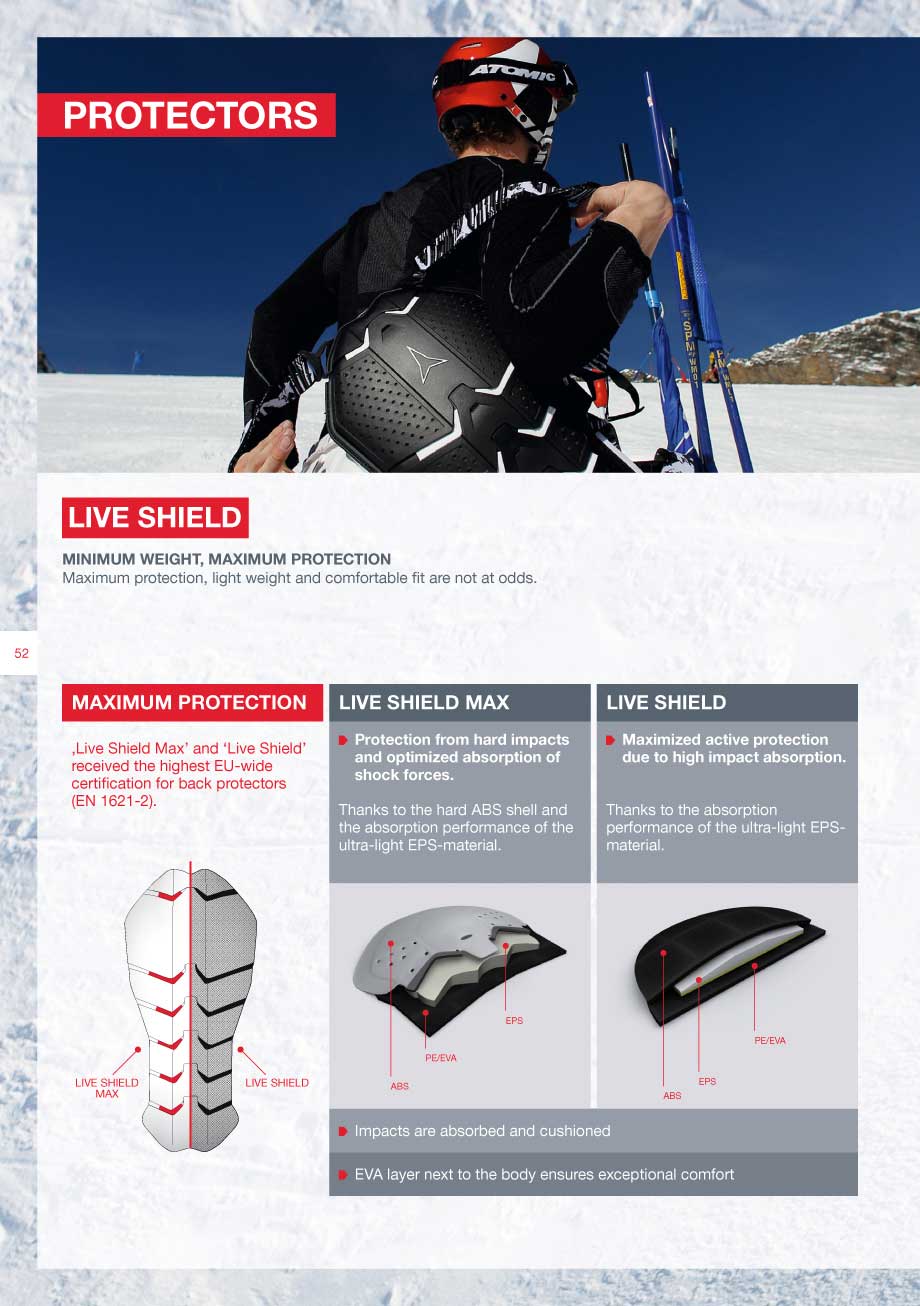 PROTECTORS
ATOMIC
SPM
WM01
LIVE SHIELD
MINIMUM WEIGHT, MAXIMUM PROTECTION
Maximum protection, light weight and comfortable fit are not at odds.
52
MAXIMUM PROTECTION
‚Live Shield Max’ and ‘Live Shield’
received the highest EU-wide
certification for back protectors
(EN 1621-2).
LIVE SHIELD
MAX
LIVE SHIELD
LIVE SHIELD MAX
Protection from hard impacts
and optimized absorption of
shock forces.
Thanks to the hard ABS shell and
the absorption performance of the
ultra-light EPS-material.
EPS
PE/EVA
ABS
LIVE SHIELD
Maximized active protection
due to high impact absorption.
Thanks to the absorption
performance of the ultra-light EPS-
material.
PE/EVA
EPS
ABS
Impacts are absorbed and cushioned
EVA layer next to the body ensures exceptional comfort